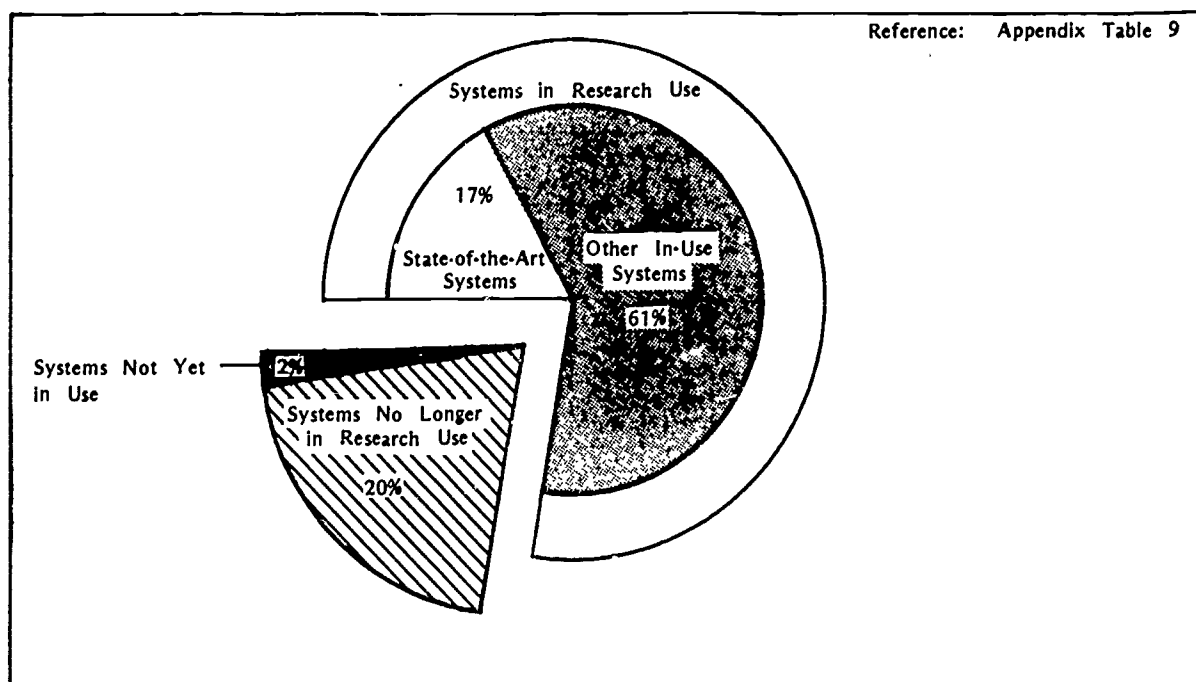 Reference: Appendix Table 9
Systems in Research Use
17%
State-of-the-Art
Systems
Other In-Use
Systems
61%
Systems Not Yet
in Use
2%
Systems No Longer
in Research Use
20%